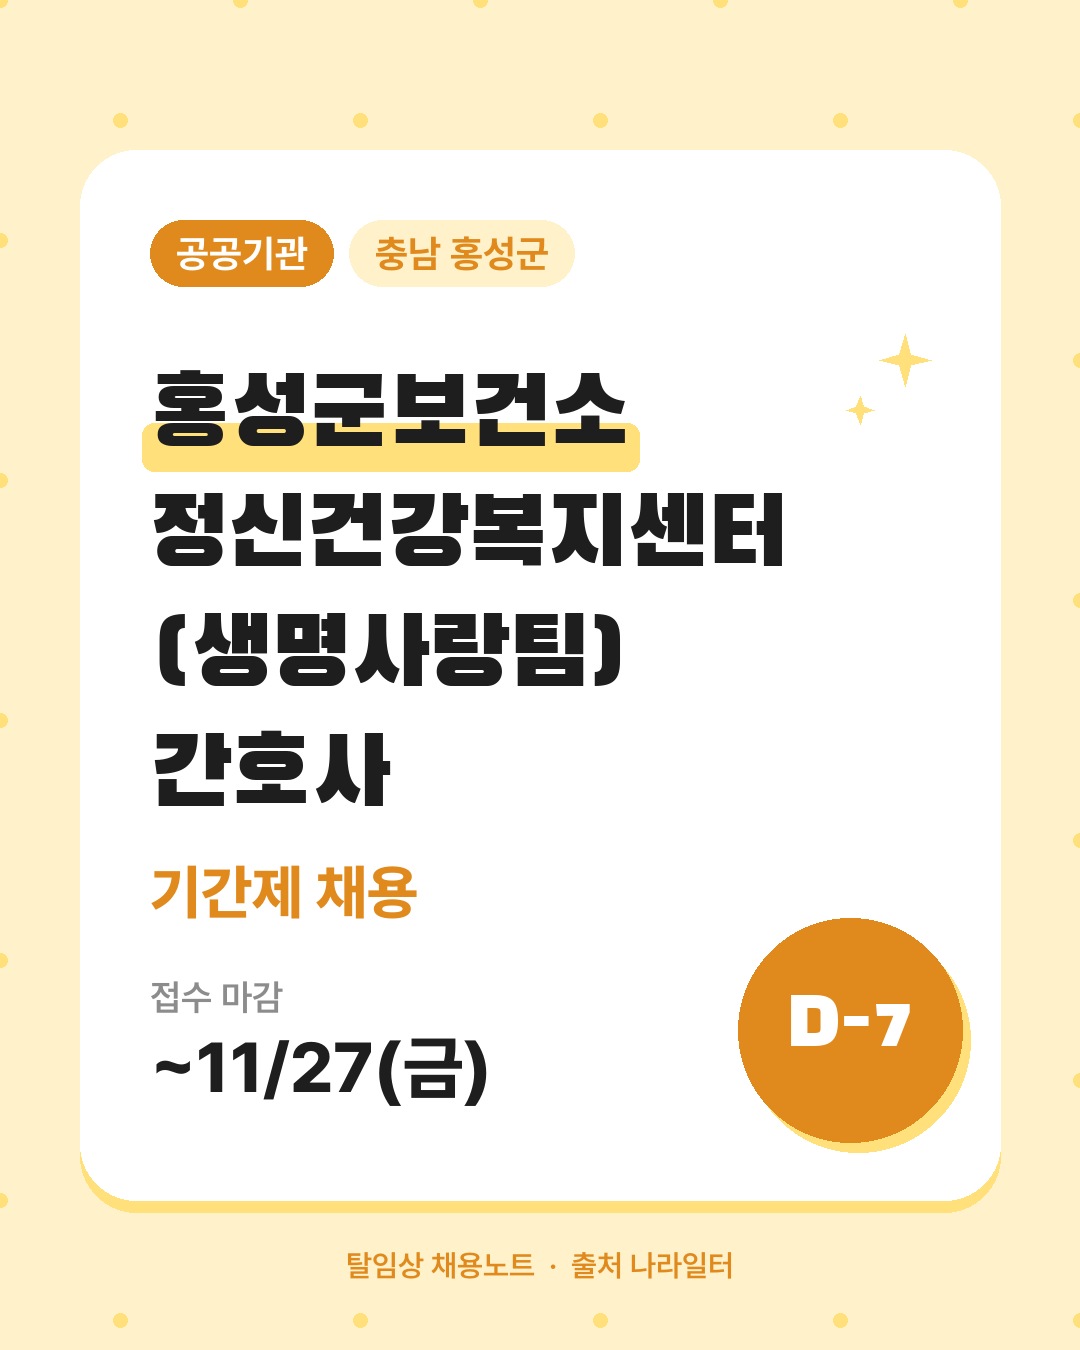 공공기관 충남 홍성군
홍성군보건소
정신건강복지센터
(생명사랑팀)
간호사
기간제 채용
접수 마감
~11/27(금)
D-7
탈임상 채용노트 · 출처 나라일터